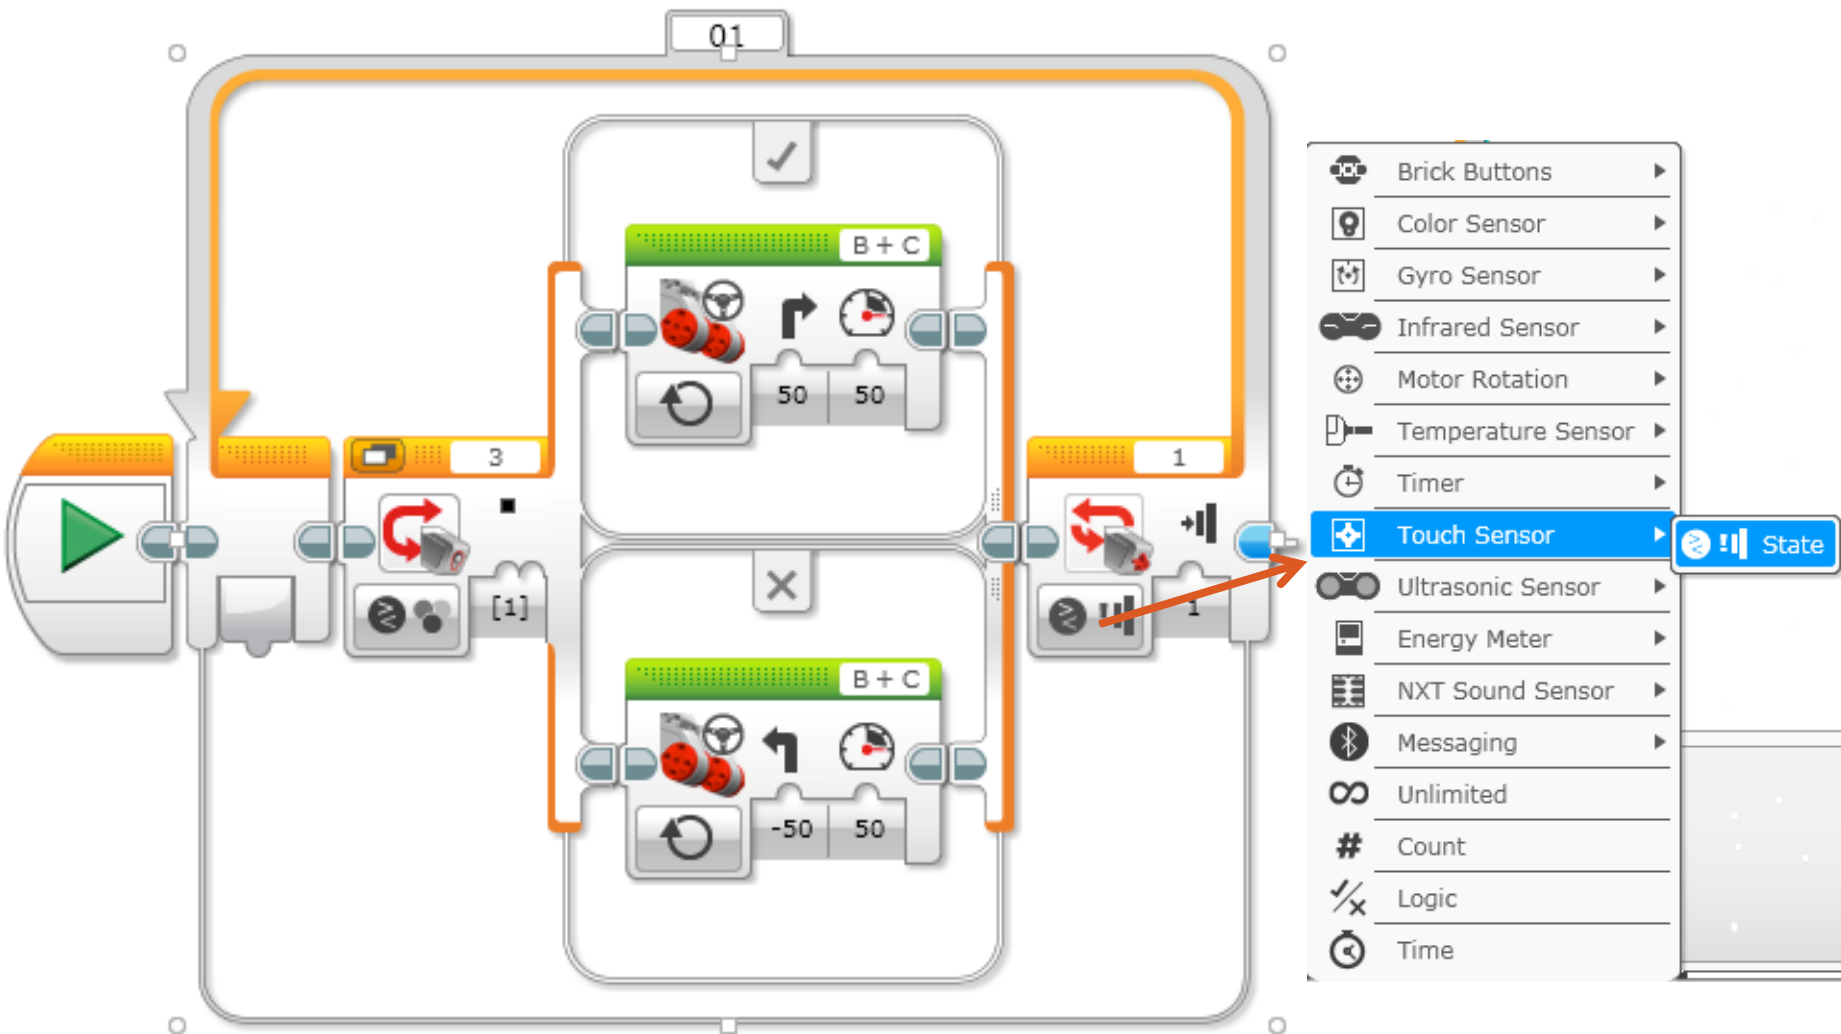 01
B + C
50 50
3
[1]
B + C
-50 50
1
1
Brick Buttons
Color Sensor
Gyro Sensor
Infrared Sensor
Motor Rotation
Temperature Sensor
Timer
Touch Sensor
State
Ultrasonic Sensor
Energy Meter
NXT Sound Sensor
Messaging
Unlimited
# Count
Logic
Time